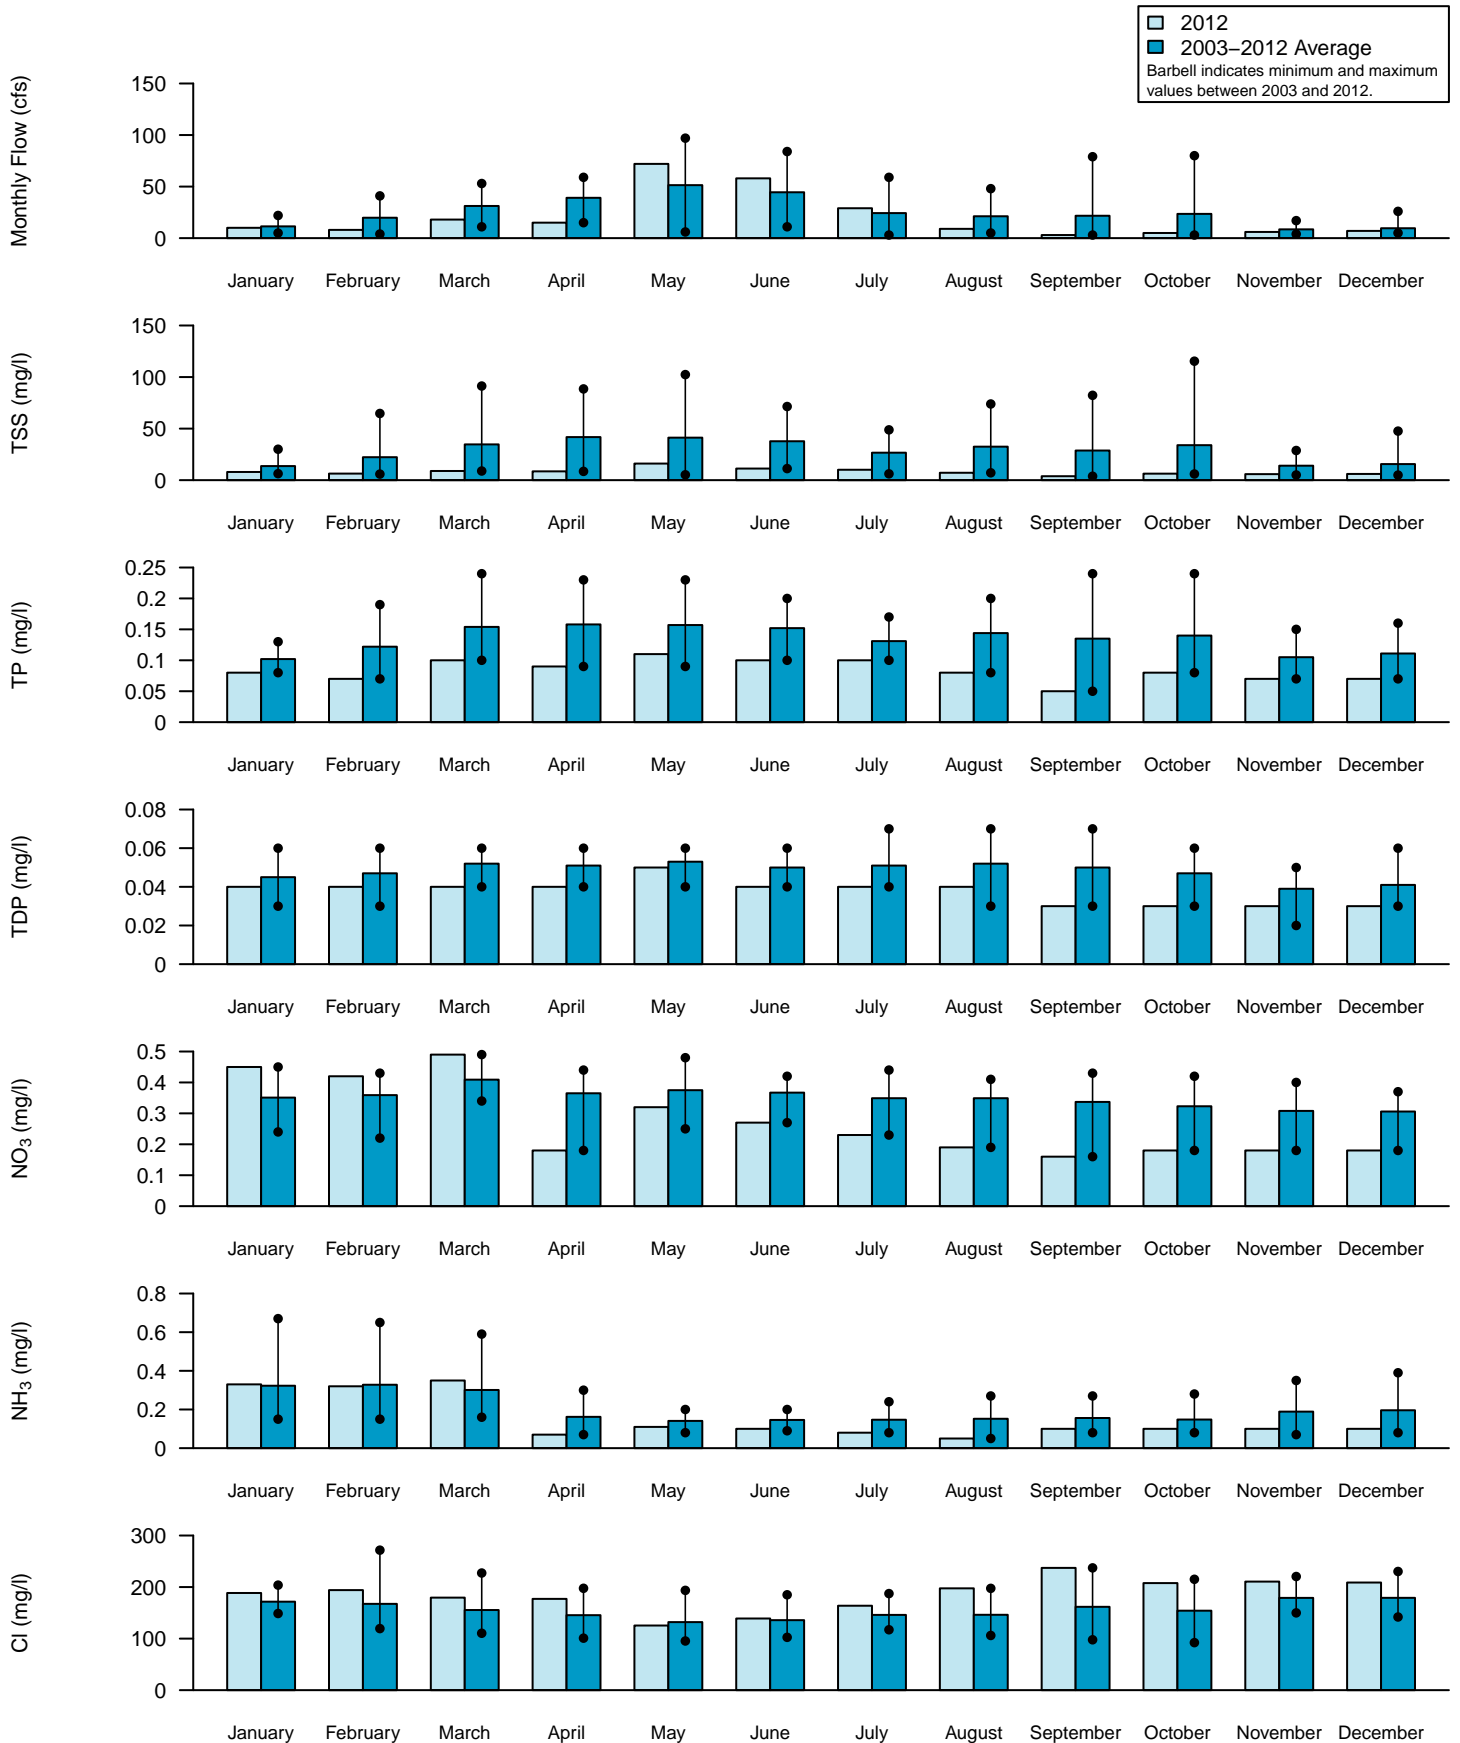 2012
2003–2012 Average
Barbell indicates minimum and maximum
values between 2003 and 2012.
Monthly Flow (cfs)
150
100
50
0
January February March April May June July August September October November December
TSS (mg/l)
150
100
50
0
January February March April May June July August September October November December
TP (mg/l)
0.25
0.2
0.15
0.1
0.05
0
January February March April May June July August September October November December
TDP (mg/l)
0.08
0.06
0.04
0.02
0
January February March April May June July August September October November December
NO₃ (mg/l)
0.5
0.4
0.3
0.2
0.1
0
January February March April May June July August September October November December
NH₃ (mg/l)
0.8
0.6
0.4
0.2
0
January February March April May June July August September October November December
Cl (mg/l)
300
200
100
0
January February March April May June July August September October November December